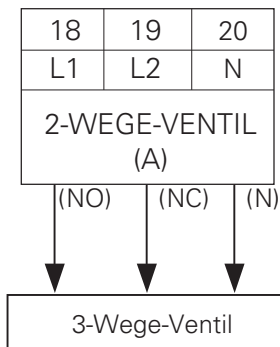 18 19 20
L1 L2 N
2-WEGE-VENTIL
(A)
(NO) (NC) (N)
3-Wege-Ventil